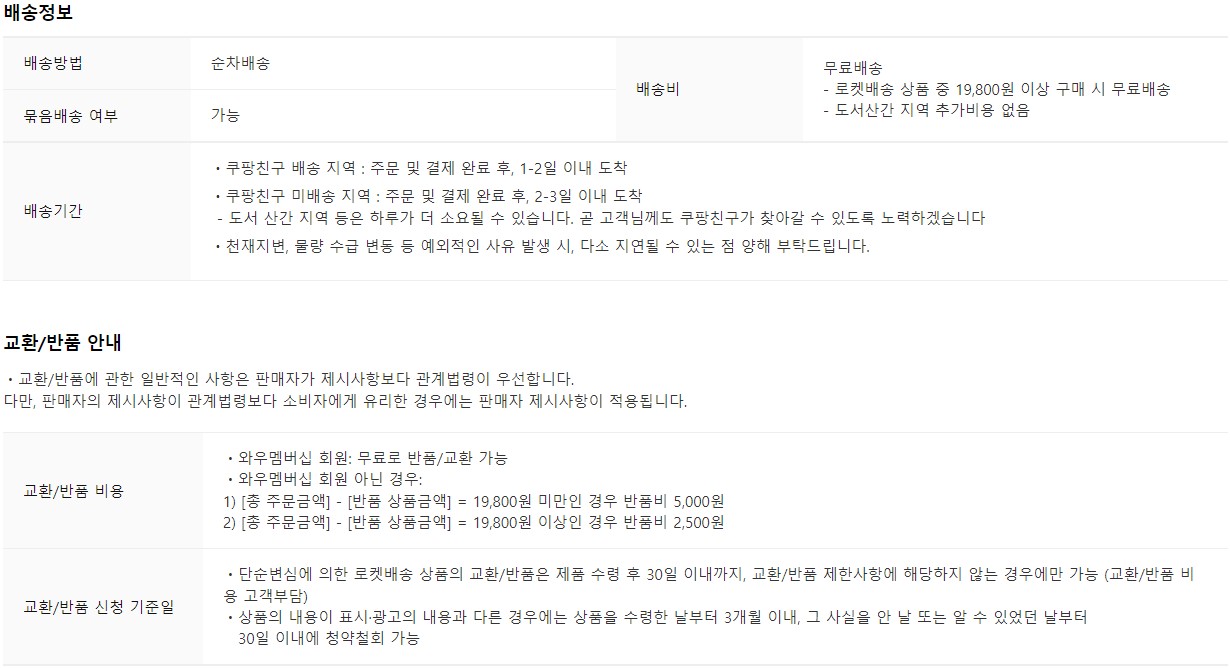 배송정보
배송방법
순차배송
묶음배송 여부
가능
배송비
무료배송
- 로켓배송 상품 중 19,800원 이상 구매 시 무료배송
- 도서산간 지역 추가비용 없음
배송기간
・쿠팡친구 배송 지역 : 주문 및 결제 완료 후, 1-2일 이내 도착
・쿠팡친구 미배송 지역 : 주문 및 결제 완료 후, 2-3일 이내 도착
- 도서 산간 지역 등은 하루가 더 소요될 수 있습니다. 곧 고객님께도 쿠팡친구가 찾아갈 수 있도록 노력하겠습니다
・천재지변, 물량 수급 변동 등 예외적인 사유 발생 시, 다소 지연될 수 있는 점 양해 부탁드립니다.
교환/반품 안내
・교환/반품에 관한 일반적인 사항은 판매자가 제시사항보다 관계법령이 우선합니다.
다만, 판매자의 제시사항이 관계법령보다 소비자에게 유리한 경우에는 판매자 제시사항이 적용됩니다.
교환/반품 비용
・와우멤버십 회원: 무료로 반품/교환 가능
・와우멤버십 회원 아닌 경우:
1) [총 주문금액] - [반품 상품금액] = 19,800원 미만인 경우 반품비 5,000원
2) [총 주문금액] - [반품 상품금액] = 19,800원 이상인 경우 반품비 2,500원
교환/반품 신청 기준일
・단순변심에 의한 로켓배송 상품의 교환/반품은 제품 수령 후 30일 이내까지, 교환/반품 제한사항에 해당하지 않는 경우에만 가능 (교환/반품 비
용 고객부담)
・상품의 내용이 표시·광고의 내용과 다른 경우에는 상품을 수령한 날부터 3개월 이내, 그 사실을 안 날 또는 알 수 있었던 날부터
30일 이내에 청약철회 가능